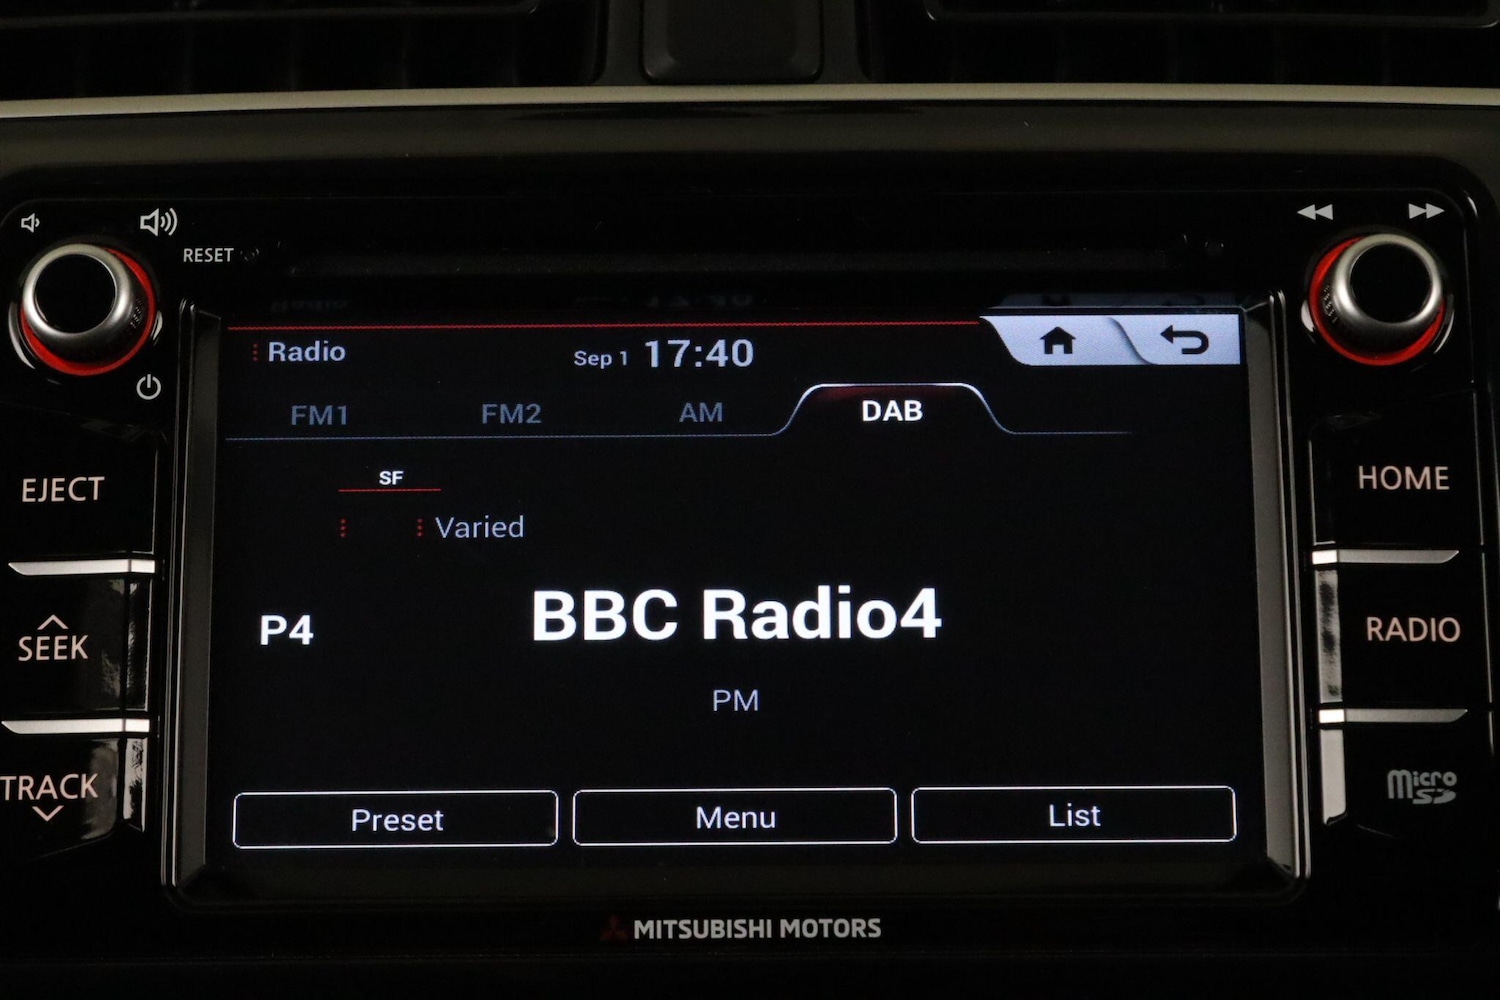 RESET
Radio
Sep 1 17:40
FM1 FM2 AM DAB
SF
Varied
P4
BBC Radio4
PM
Preset Menu List
EJECT
SEEK
TRACK
HOME
RADIO
Micro SD
MITSUBISHI MOTORS